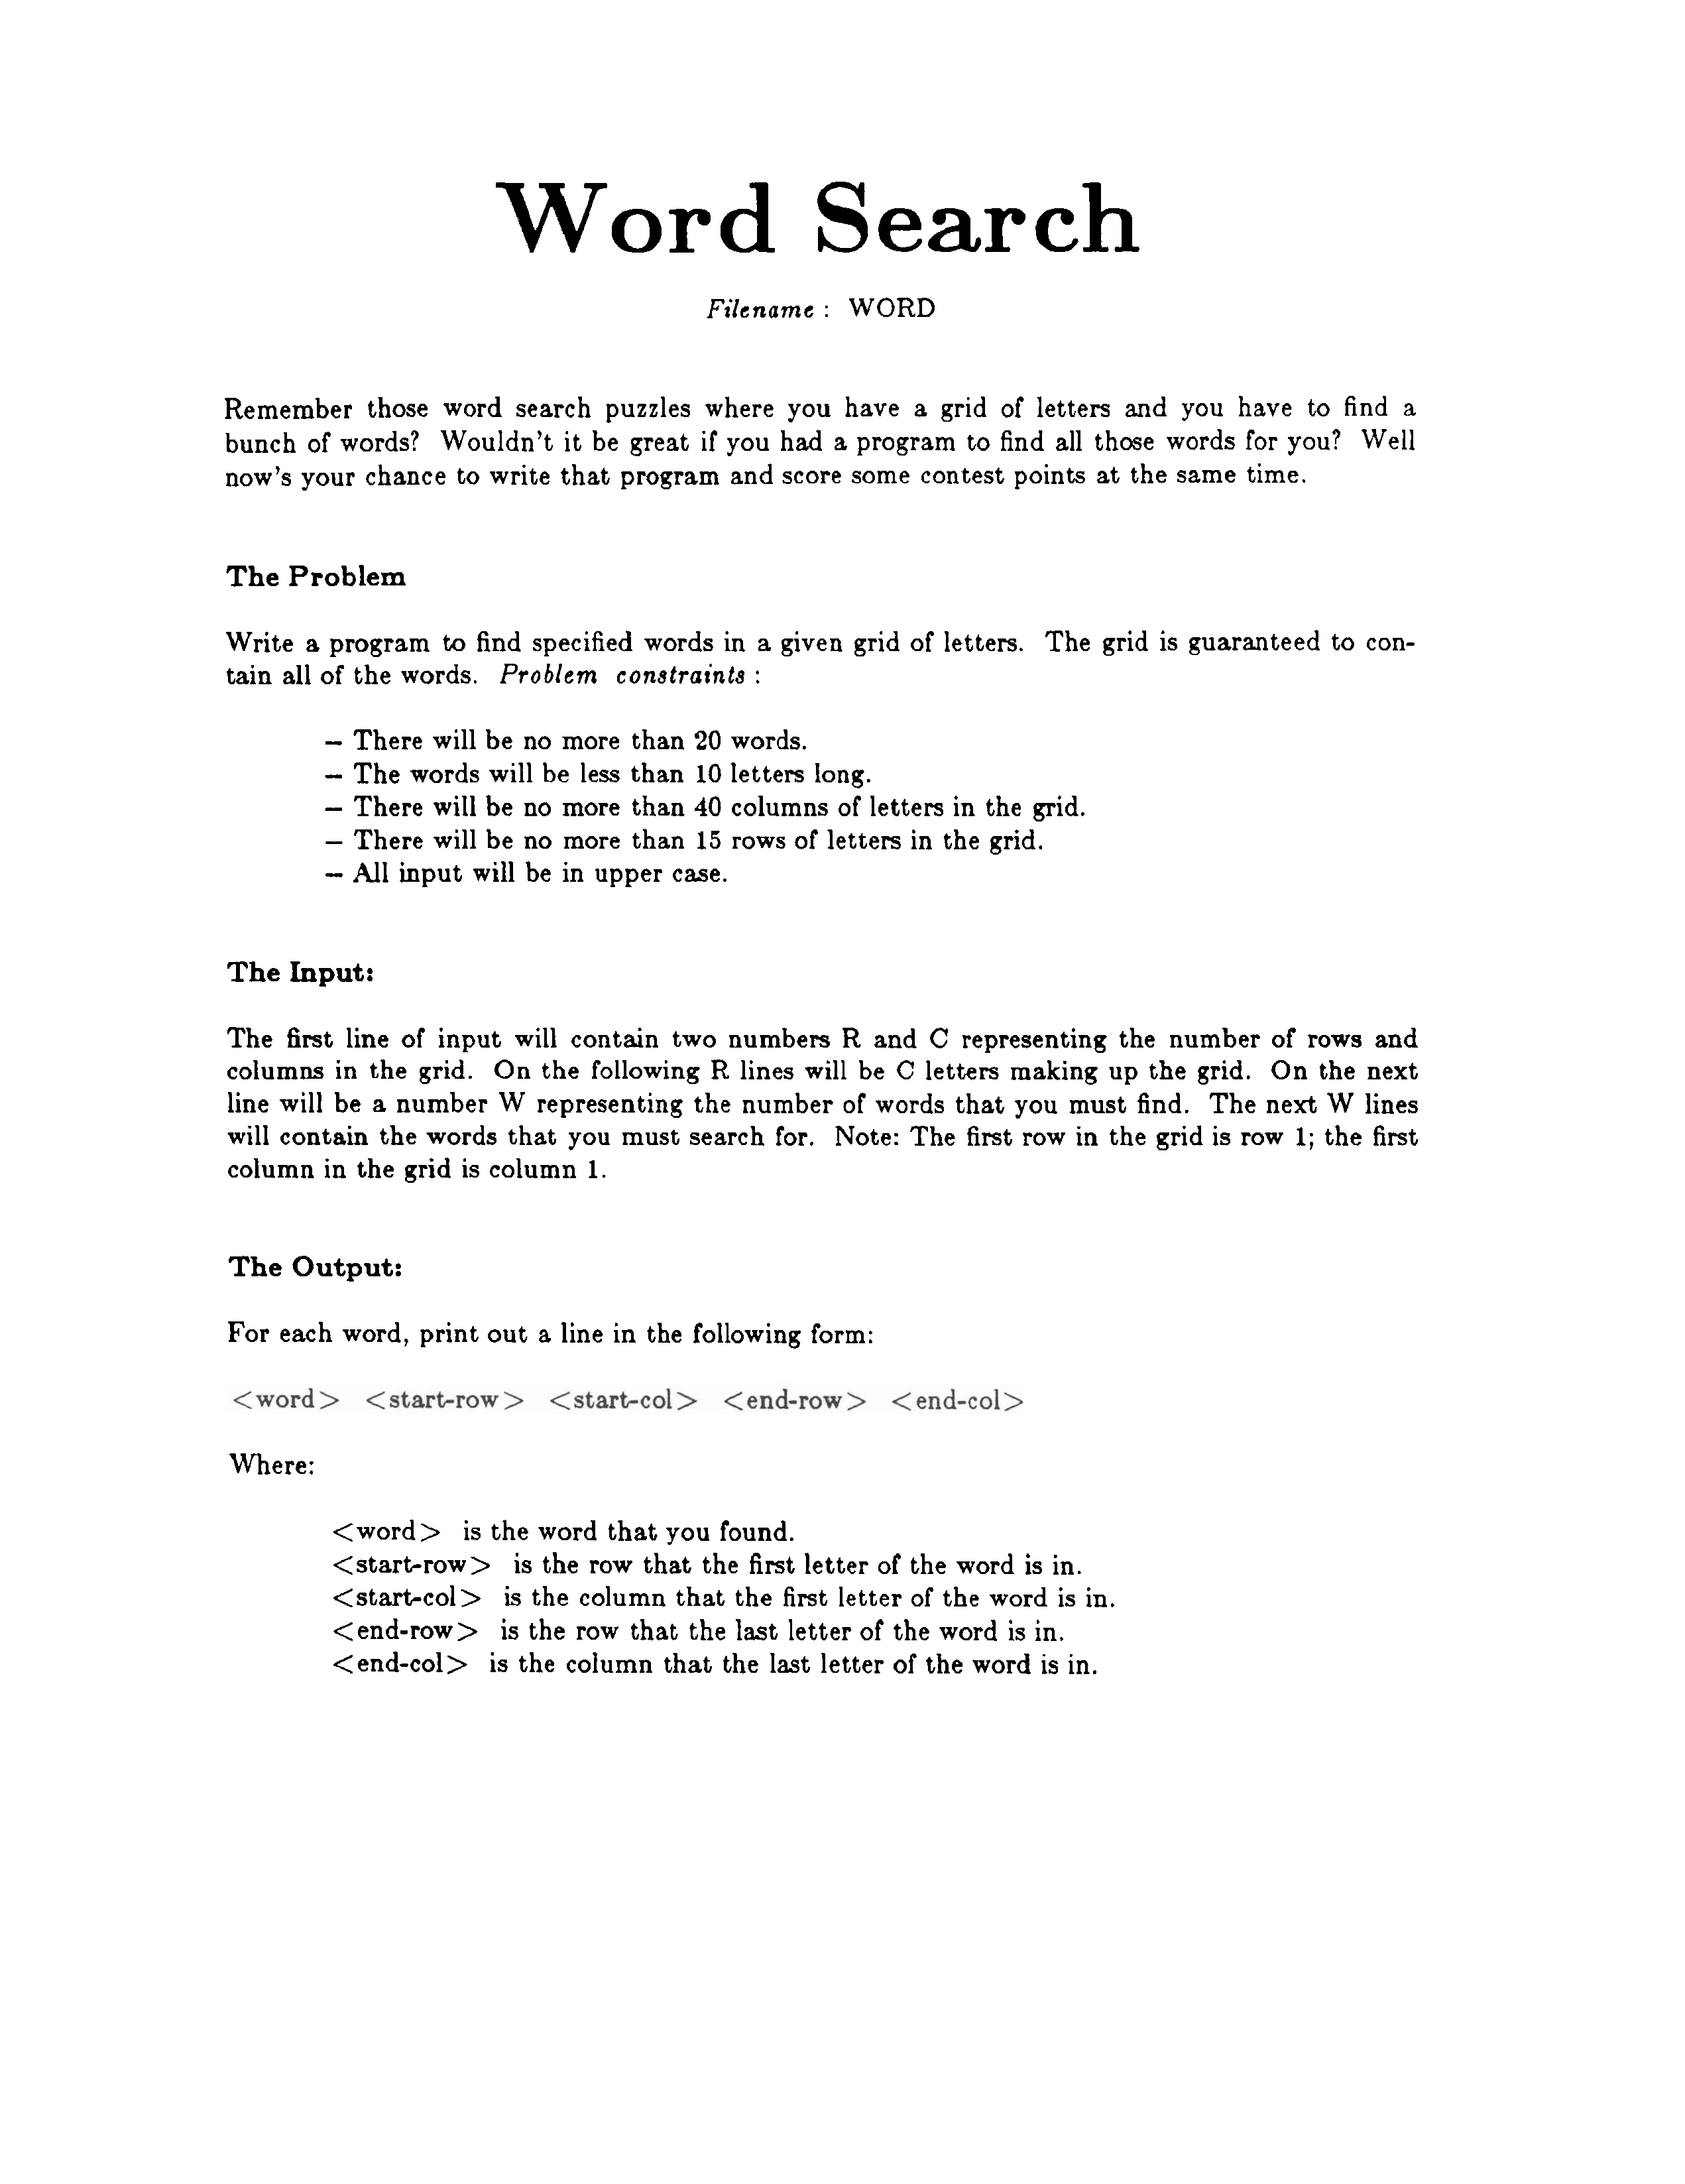 Word Search
Filename : WORD
Remember those word search puzzles where you have a grid of letters and you have to find a
bunch of words? Wouldn't it be great if you had a program to find all those words for you? Well
now's your chance to write that program and score some contest points at the same time.
The Problem
Write a program to find specified words in a given grid of letters. The grid is guaranteed to con-
tain all of the words. Problem constraints :
– There will be no more than 20 words.
– The words will be less than 10 letters long.
– There will be no more than 40 columns of letters in the grid.
– There will be no more than 15 rows of letters in the grid.
– All input will be in upper case.
The Input:
The first line of input will contain two numbers R and C representing the number of rows and
columns in the grid. On the following R lines will be C letters making up the grid. On the next
line will be a number W representing the number of words that you must find. The next W lines
will contain the words that you must search for. Note: The first row in the grid is row 1; the first
column in the grid is column 1.
The Output:
For each word, print out a line in the following form:
<word> <start-row> <start-col> <end-row> <end-col>
Where:
<word> is the word that you found.
<start-row> is the row that the first letter of the word is in.
<start-col> is the column that the first letter of the word is in.
<end-row> is the row that the last letter of the word is in.
<end-col> is the column that the last letter of the word is in.